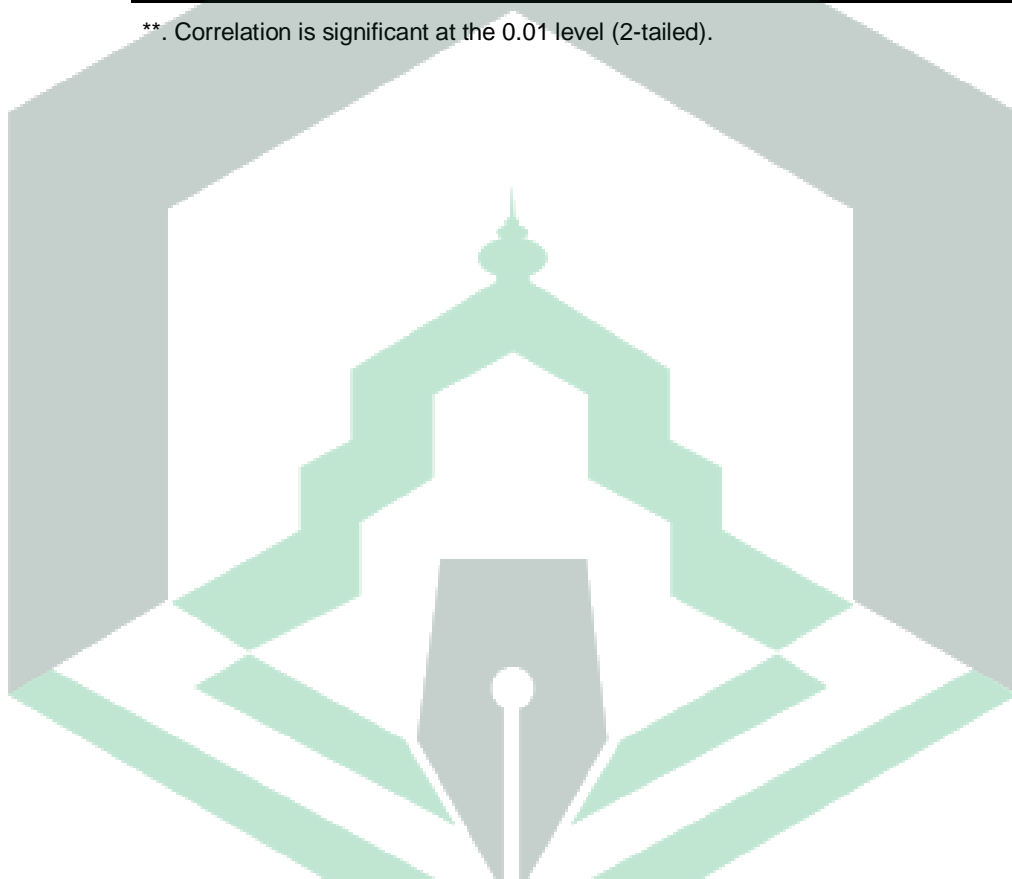 **. Correlation is significant at the 0.01 level (2-tailed).